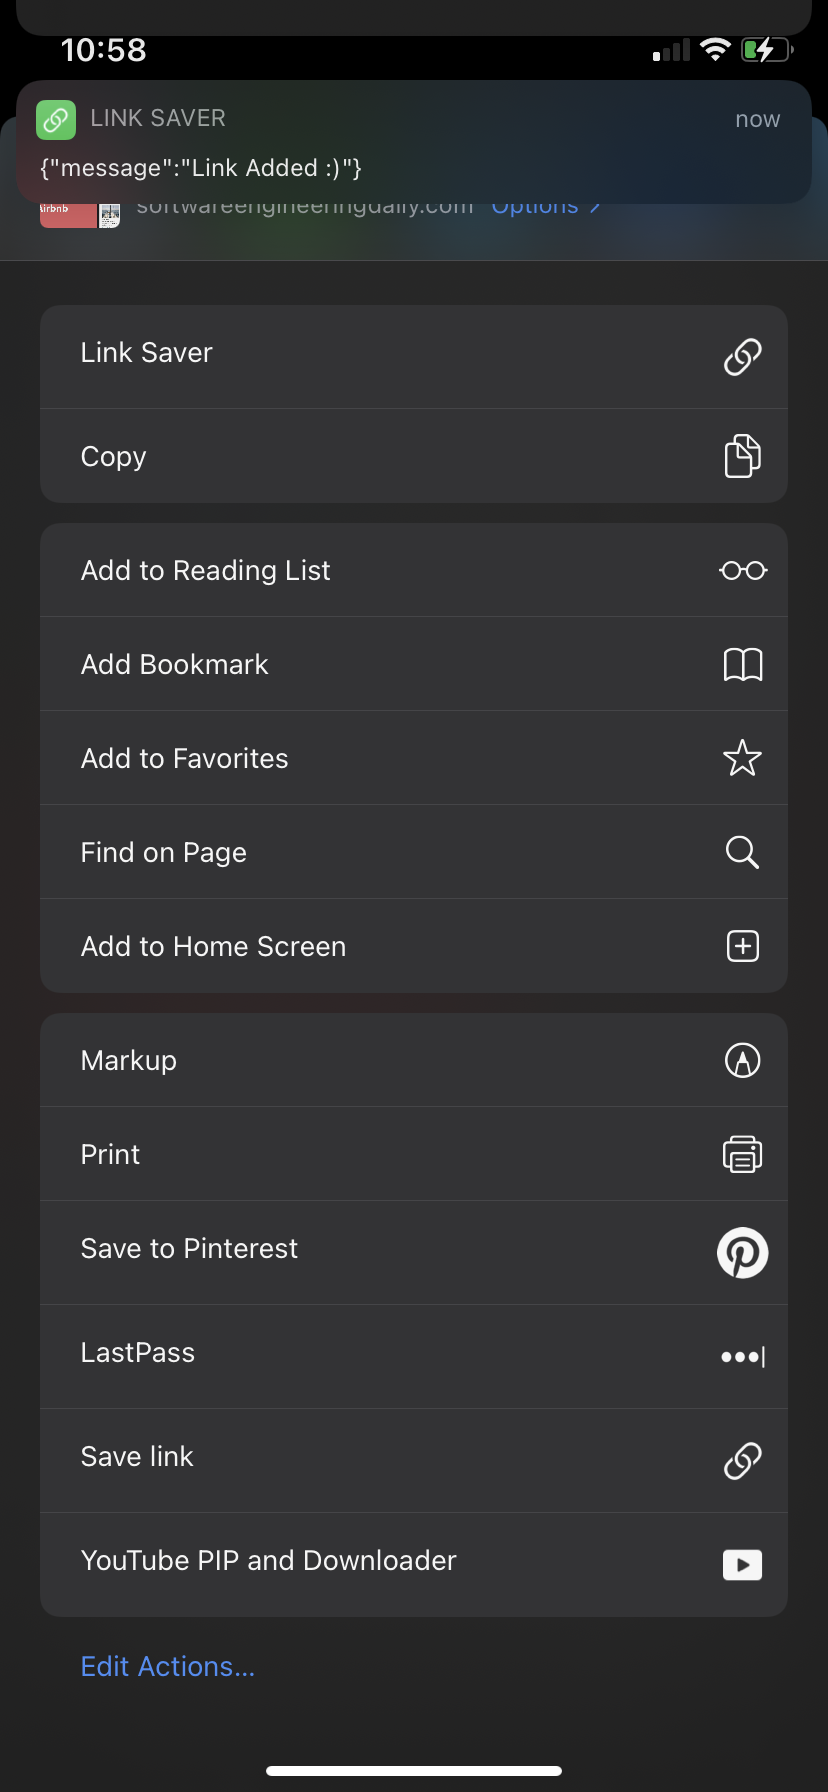 10:58
LINK SAVER
now
{"message":"Link Added :)"}
Airbnb
softwareengineeringdaily.com Options >
Link Saver
Copy
Add to Reading List
Add Bookmark
Add to Favorites
Find on Page
Add to Home Screen
Markup
Print
Save to Pinterest
LastPass
Save link
YouTube PIP and Downloader
Edit Actions...